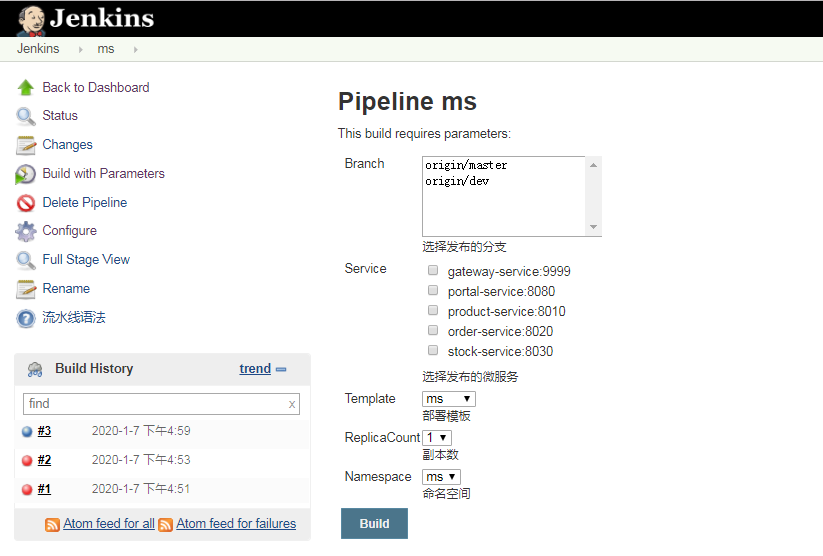 Jenkins
Jenkins ms
Back to Dashboard
Status
Changes
Build with Parameters
Delete Pipeline
Configure
Full Stage View
Rename
流水线语法
Build History trend
find x
#3 2020-1-7 下午4:59
#2 2020-1-7 下午4:53
#1 2020-1-7 下午4:51
Atom feed for all Atom feed for failures
Pipeline ms
This build requires parameters:
Branch
origin/master
origin/dev
选择发布的分支
Service
gateway-service:9999
portal-service:8080
product-service:8010
order-service:8020
stock-service:8030
选择发布的微服务
Template ms
部署模板
ReplicaCount 1
副本数
Namespace ms
命名空间
Build